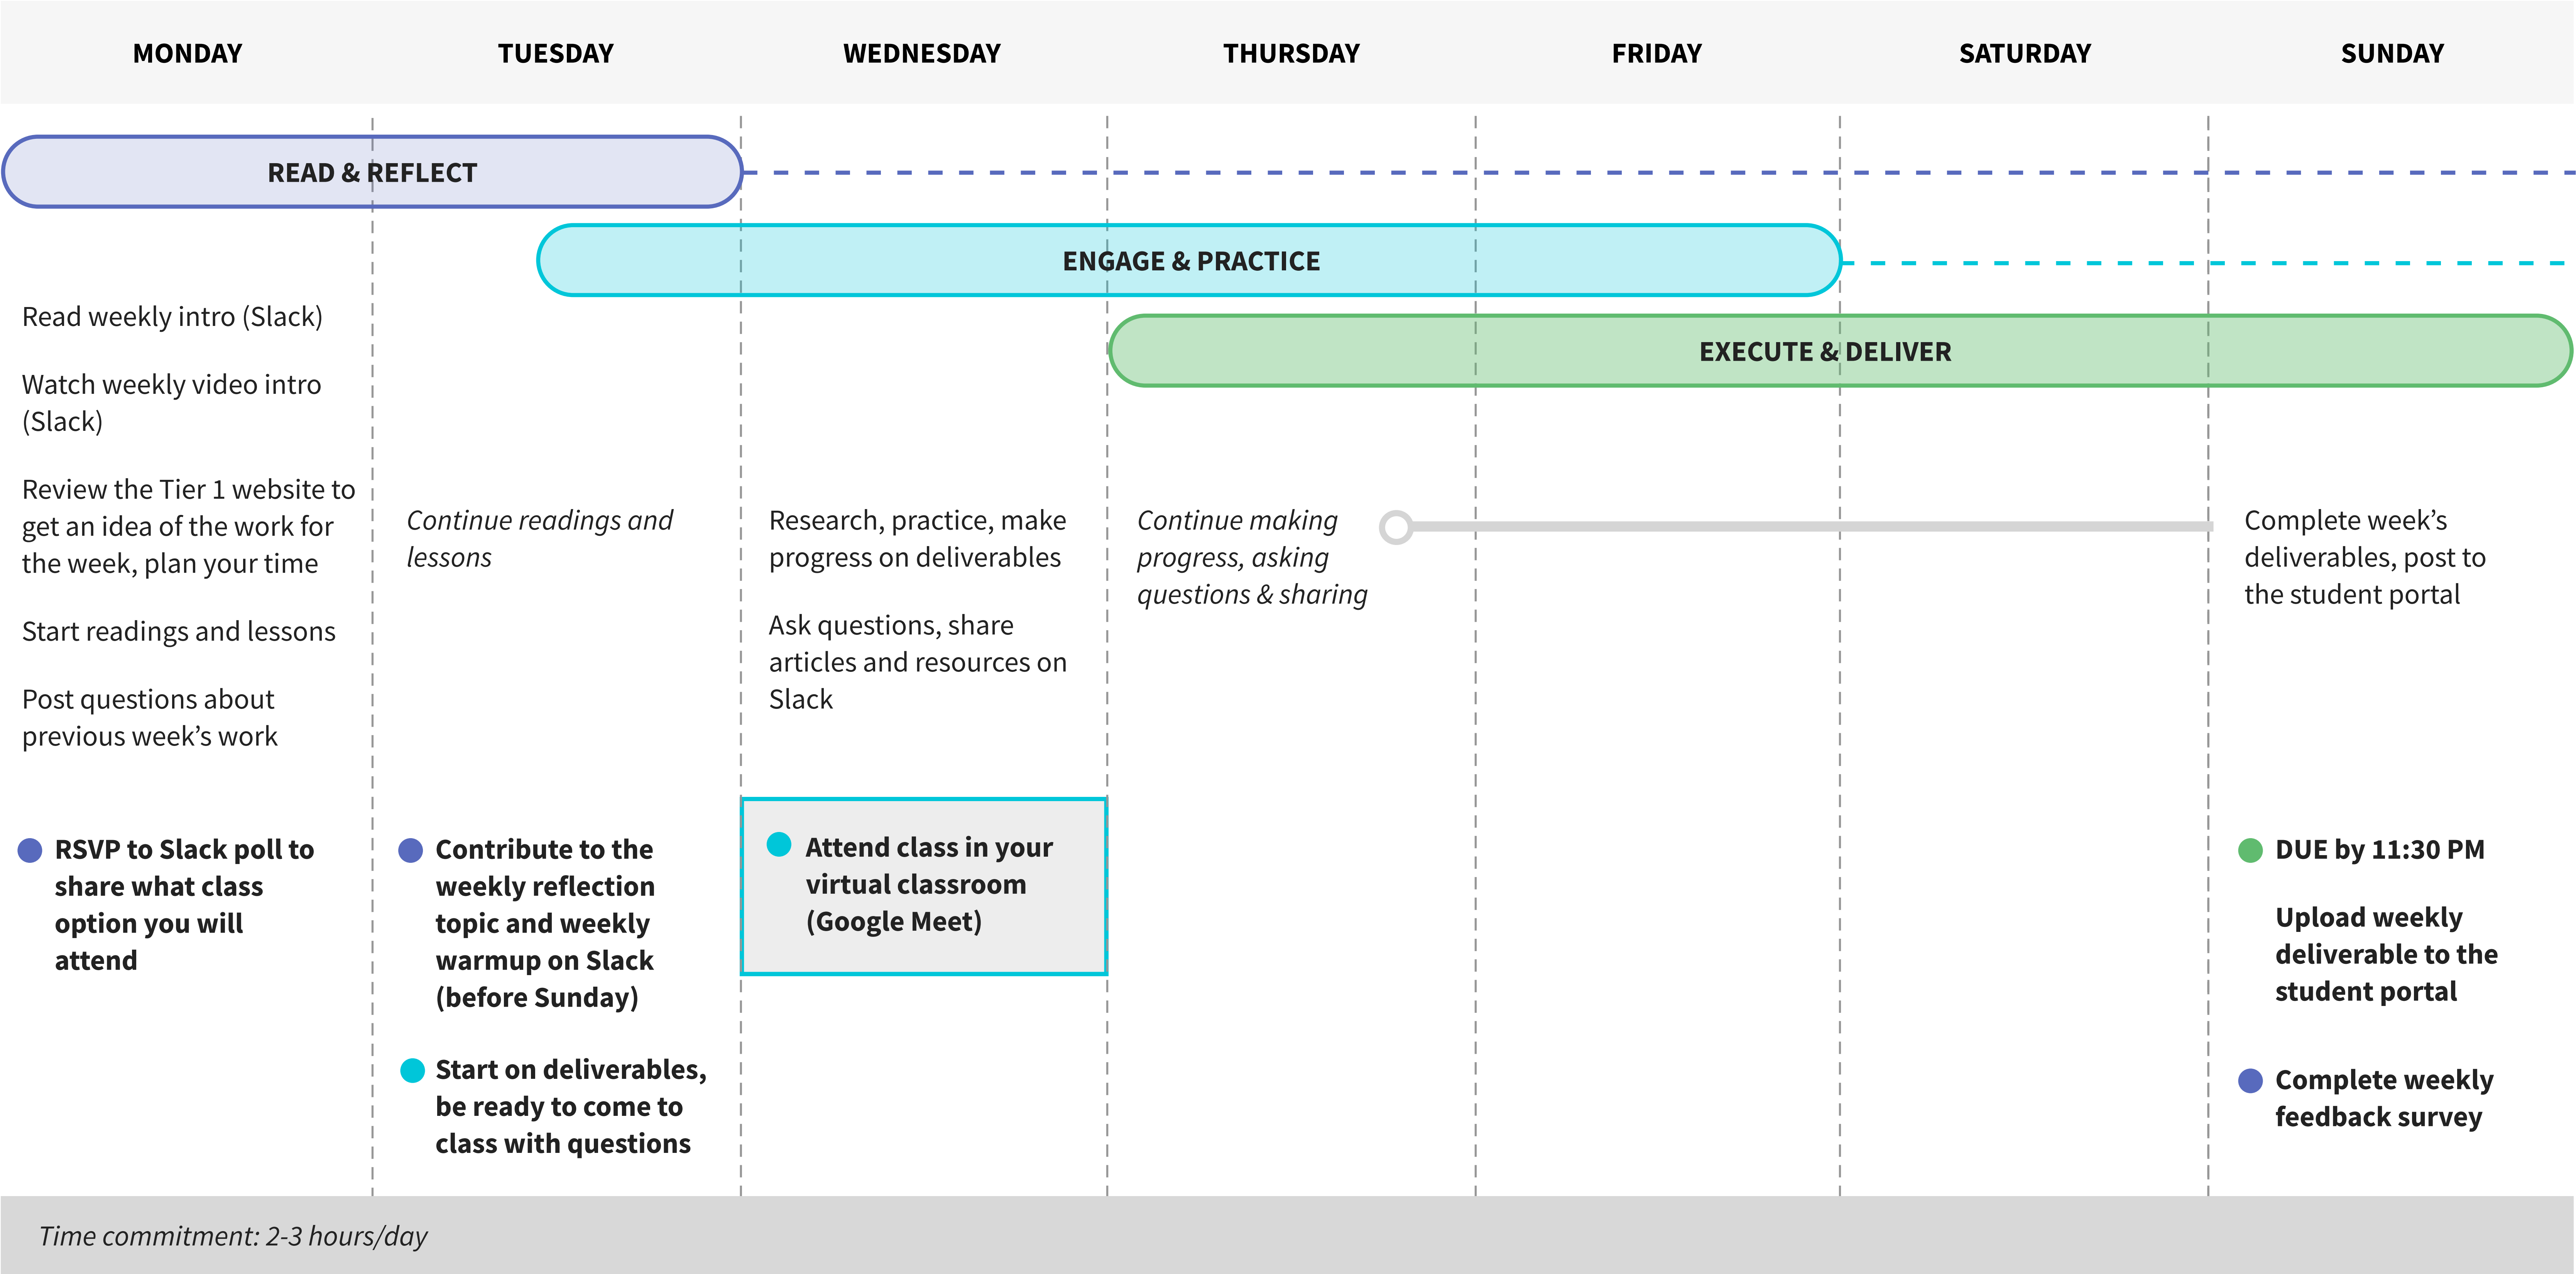 MONDAY
TUESDAY
WEDNESDAY
THURSDAY
FRIDAY
SATURDAY
SUNDAY
READ & REFLECT
ENGAGE & PRACTICE
EXECUTE & DELIVER
Read weekly intro (Slack)
Watch weekly video intro
(Slack)
Review the Tier 1 website to
get an idea of the work for
the week, plan your time
Start readings and lessons
Post questions about
previous week’s work
RSVP to Slack poll to
share what class
option you will
attend
Continue readings and
lessons
Contribute to the
weekly reflection
topic and weekly
warmup on Slack
(before Sunday)
Start on deliverables,
be ready to come to
class with questions
Research, practice, make
progress on deliverables
Ask questions, share
articles and resources on
Slack
Attend class in your
virtual classroom
(Google Meet)
Continue making
progress, asking
questions & sharing
Complete week’s
deliverables, post to
the student portal
DUE by 11:30 PM
Upload weekly
deliverable to the
student portal
Complete weekly
feedback survey
Time commitment: 2-3 hours/day